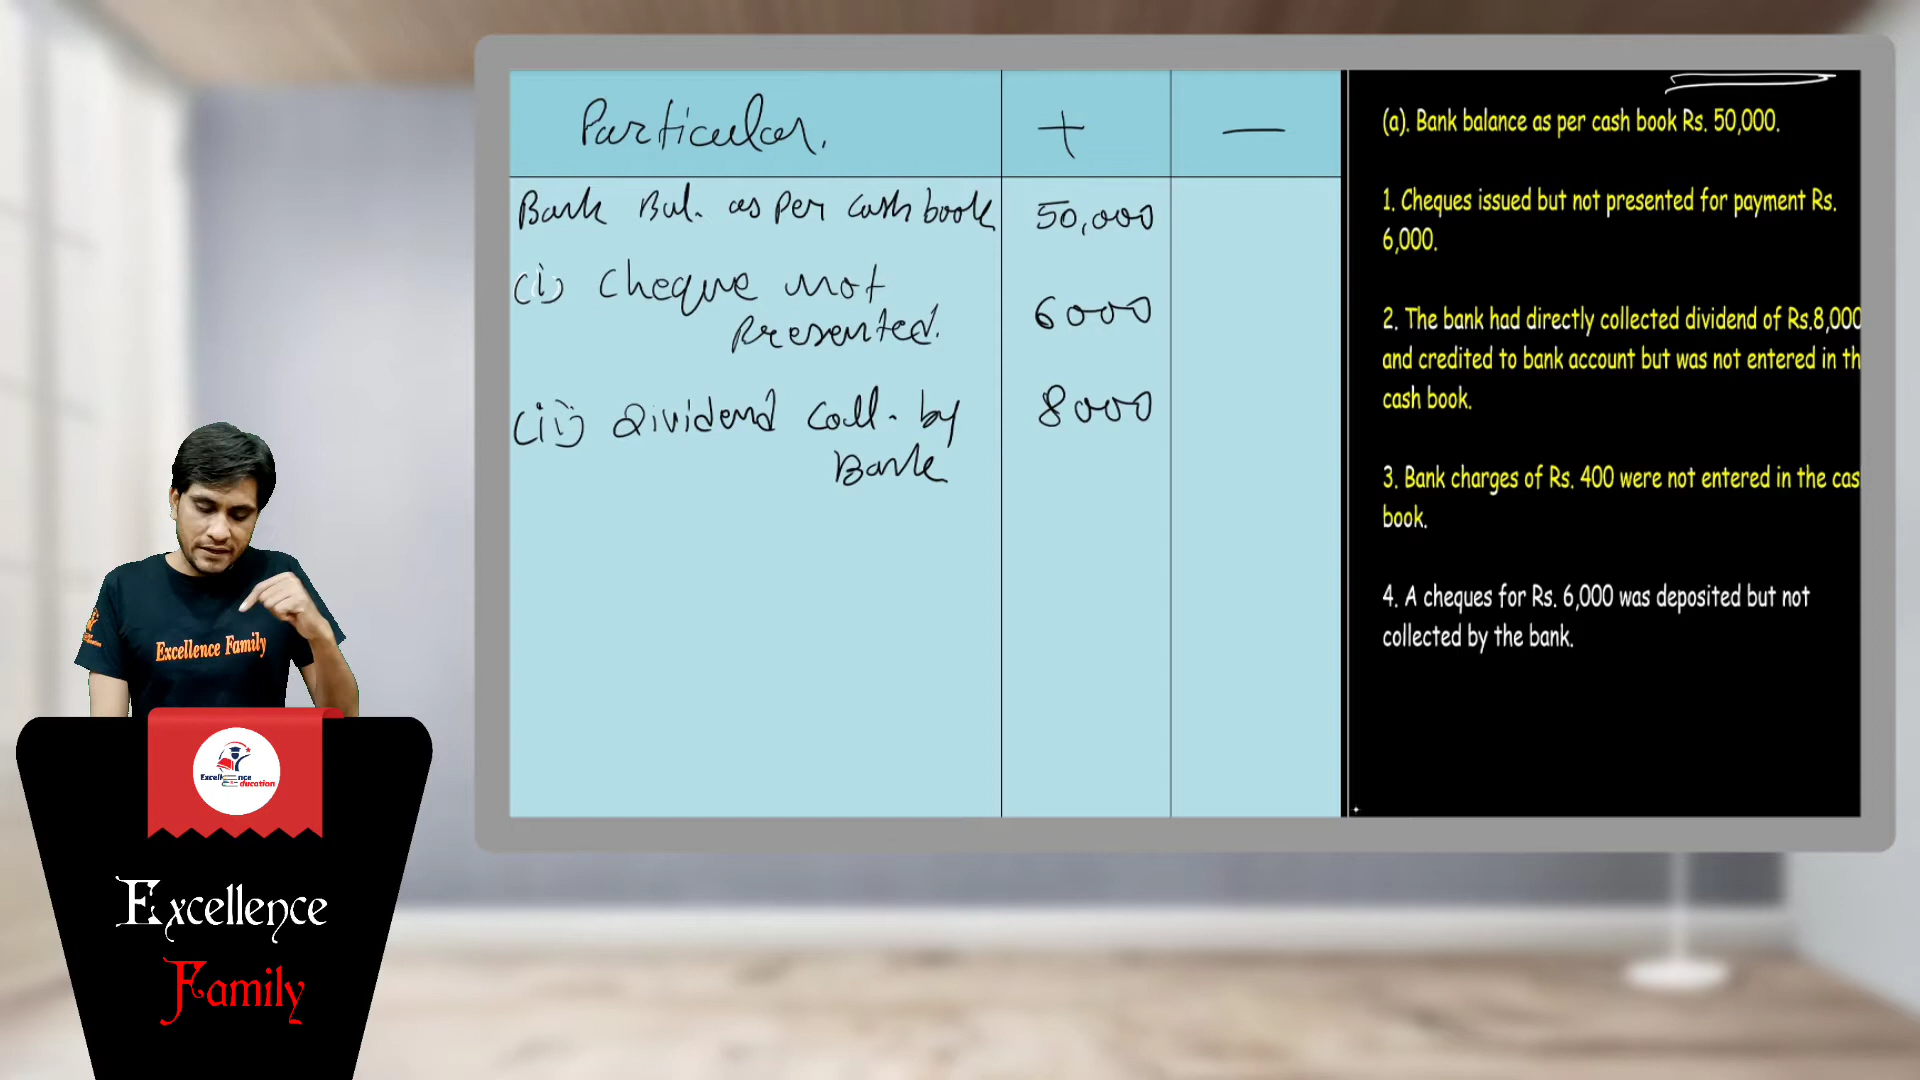 Particular. + —
Bank Bal. as per cash book 50,000
(i) Cheque not
presented. 6000
(ii) Dividend Coll. by 8000
Bank
(a). Bank balance as per cash book Rs. 50,000.
1. Cheques issued but not presented for payment Rs.
6,000.
2. The bank had directly collected dividend of Rs.8,000
and credited to bank account but was not entered in th
cash book.
3. Bank charges of Rs. 400 were not entered in the cas
book.
4. A cheques for Rs. 6,000 was deposited but not
collected by the bank.
Excellence Family
Excellence
Education
Excellence
Family